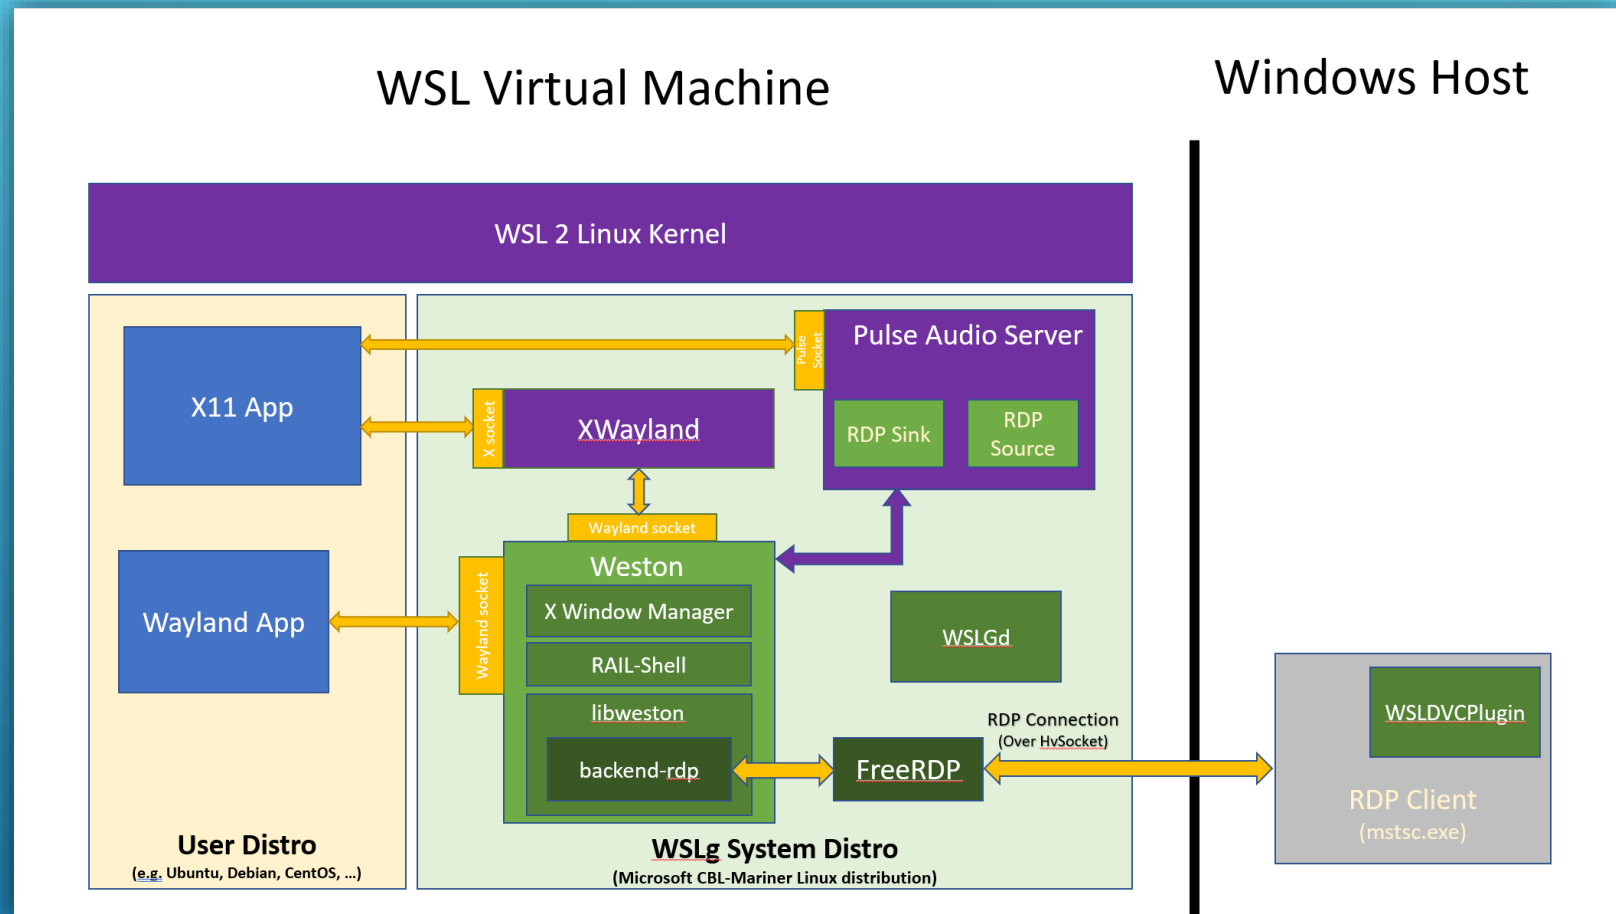 WSL Virtual Machine
Windows Host
WSL 2 Linux Kernel
X11 App
Pulse
Socket
Pulse Audio Server
RDP Sink
RDP
Source
X socket
XWayland
Wayland socket
Wayland App
Wayland socket
Weston
X Window Manager
RAIL-Shell
libweston
backend-rdp
WSLGd
RDP Connection
(Over HvSocket)
FreeRDP
WSLDVCPlugin
RDP Client
(mstsc.exe)
User Distro
(e.g. Ubuntu, Debian, CentOS, ...)
WSLg System Distro
(Microsoft CBL-Mariner Linux distribution)